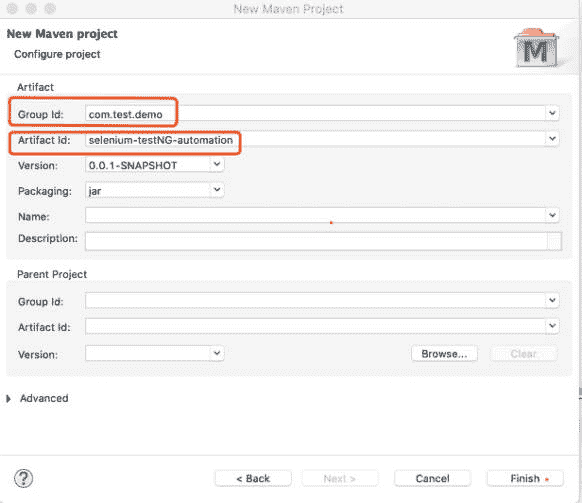 New Maven Project
New Maven project
Configure project
M
Artifact
Group Id: com.test.demo
Artifact Id: selenium-testNG-automation
Version: 0.0.1-SNAPSHOT
Packaging: jar
Name:
Description:
Parent Project
Group Id:
Artifact Id:
Version: Browse... Clear
Advanced
? < Back Next > Cancel Finish